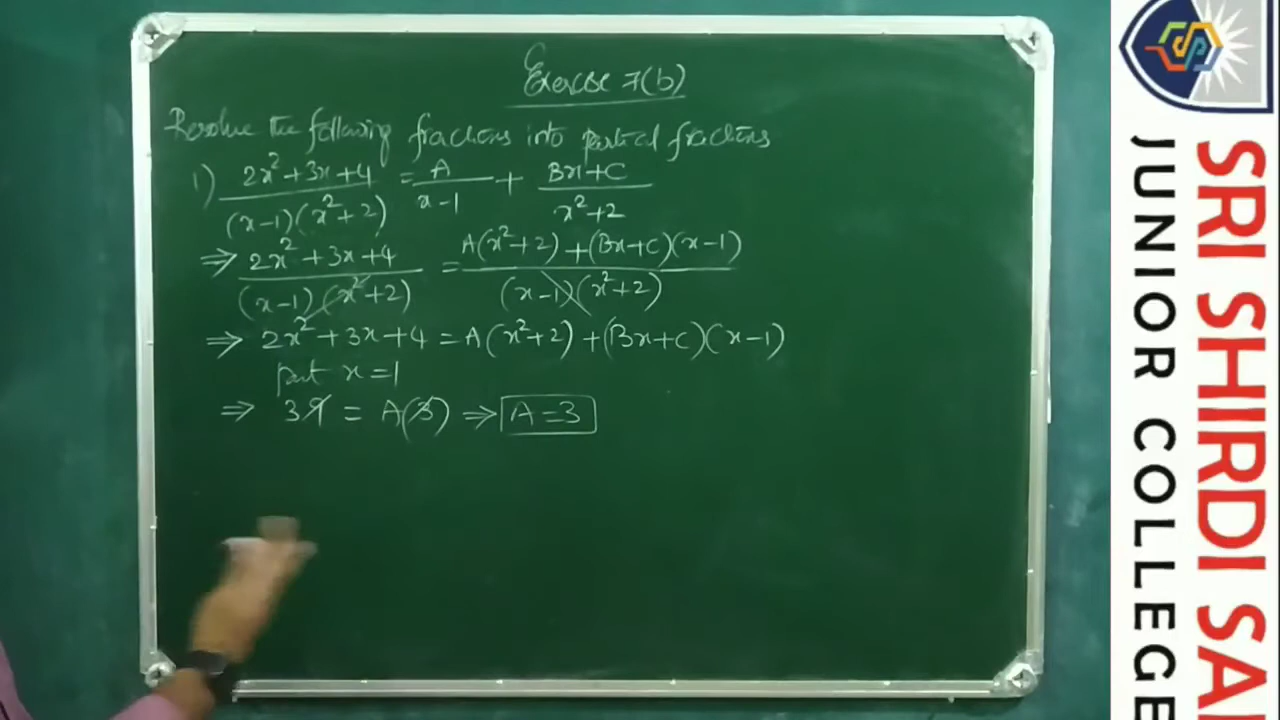 Exercise 7(b)
Resolve the following fractions into partial fractions
1) 2x²+3x+4 / (x-1)(x²+2) = A / x-1 + Bx+C / x²+2
⇒ 2x²+3x+4 / (x-1)(x²+2) = A(x²+2)+(Bx+C)(x-1) / (x-1)(x²+2)
⇒ 2x²+3x+4 = A(x²+2)+(Bx+C)(x-1)
put x=1
⇒ 3 9 = A(3) ⇒ A=3
SRI SHIRDI SAI
JUNIOR COLLEGE